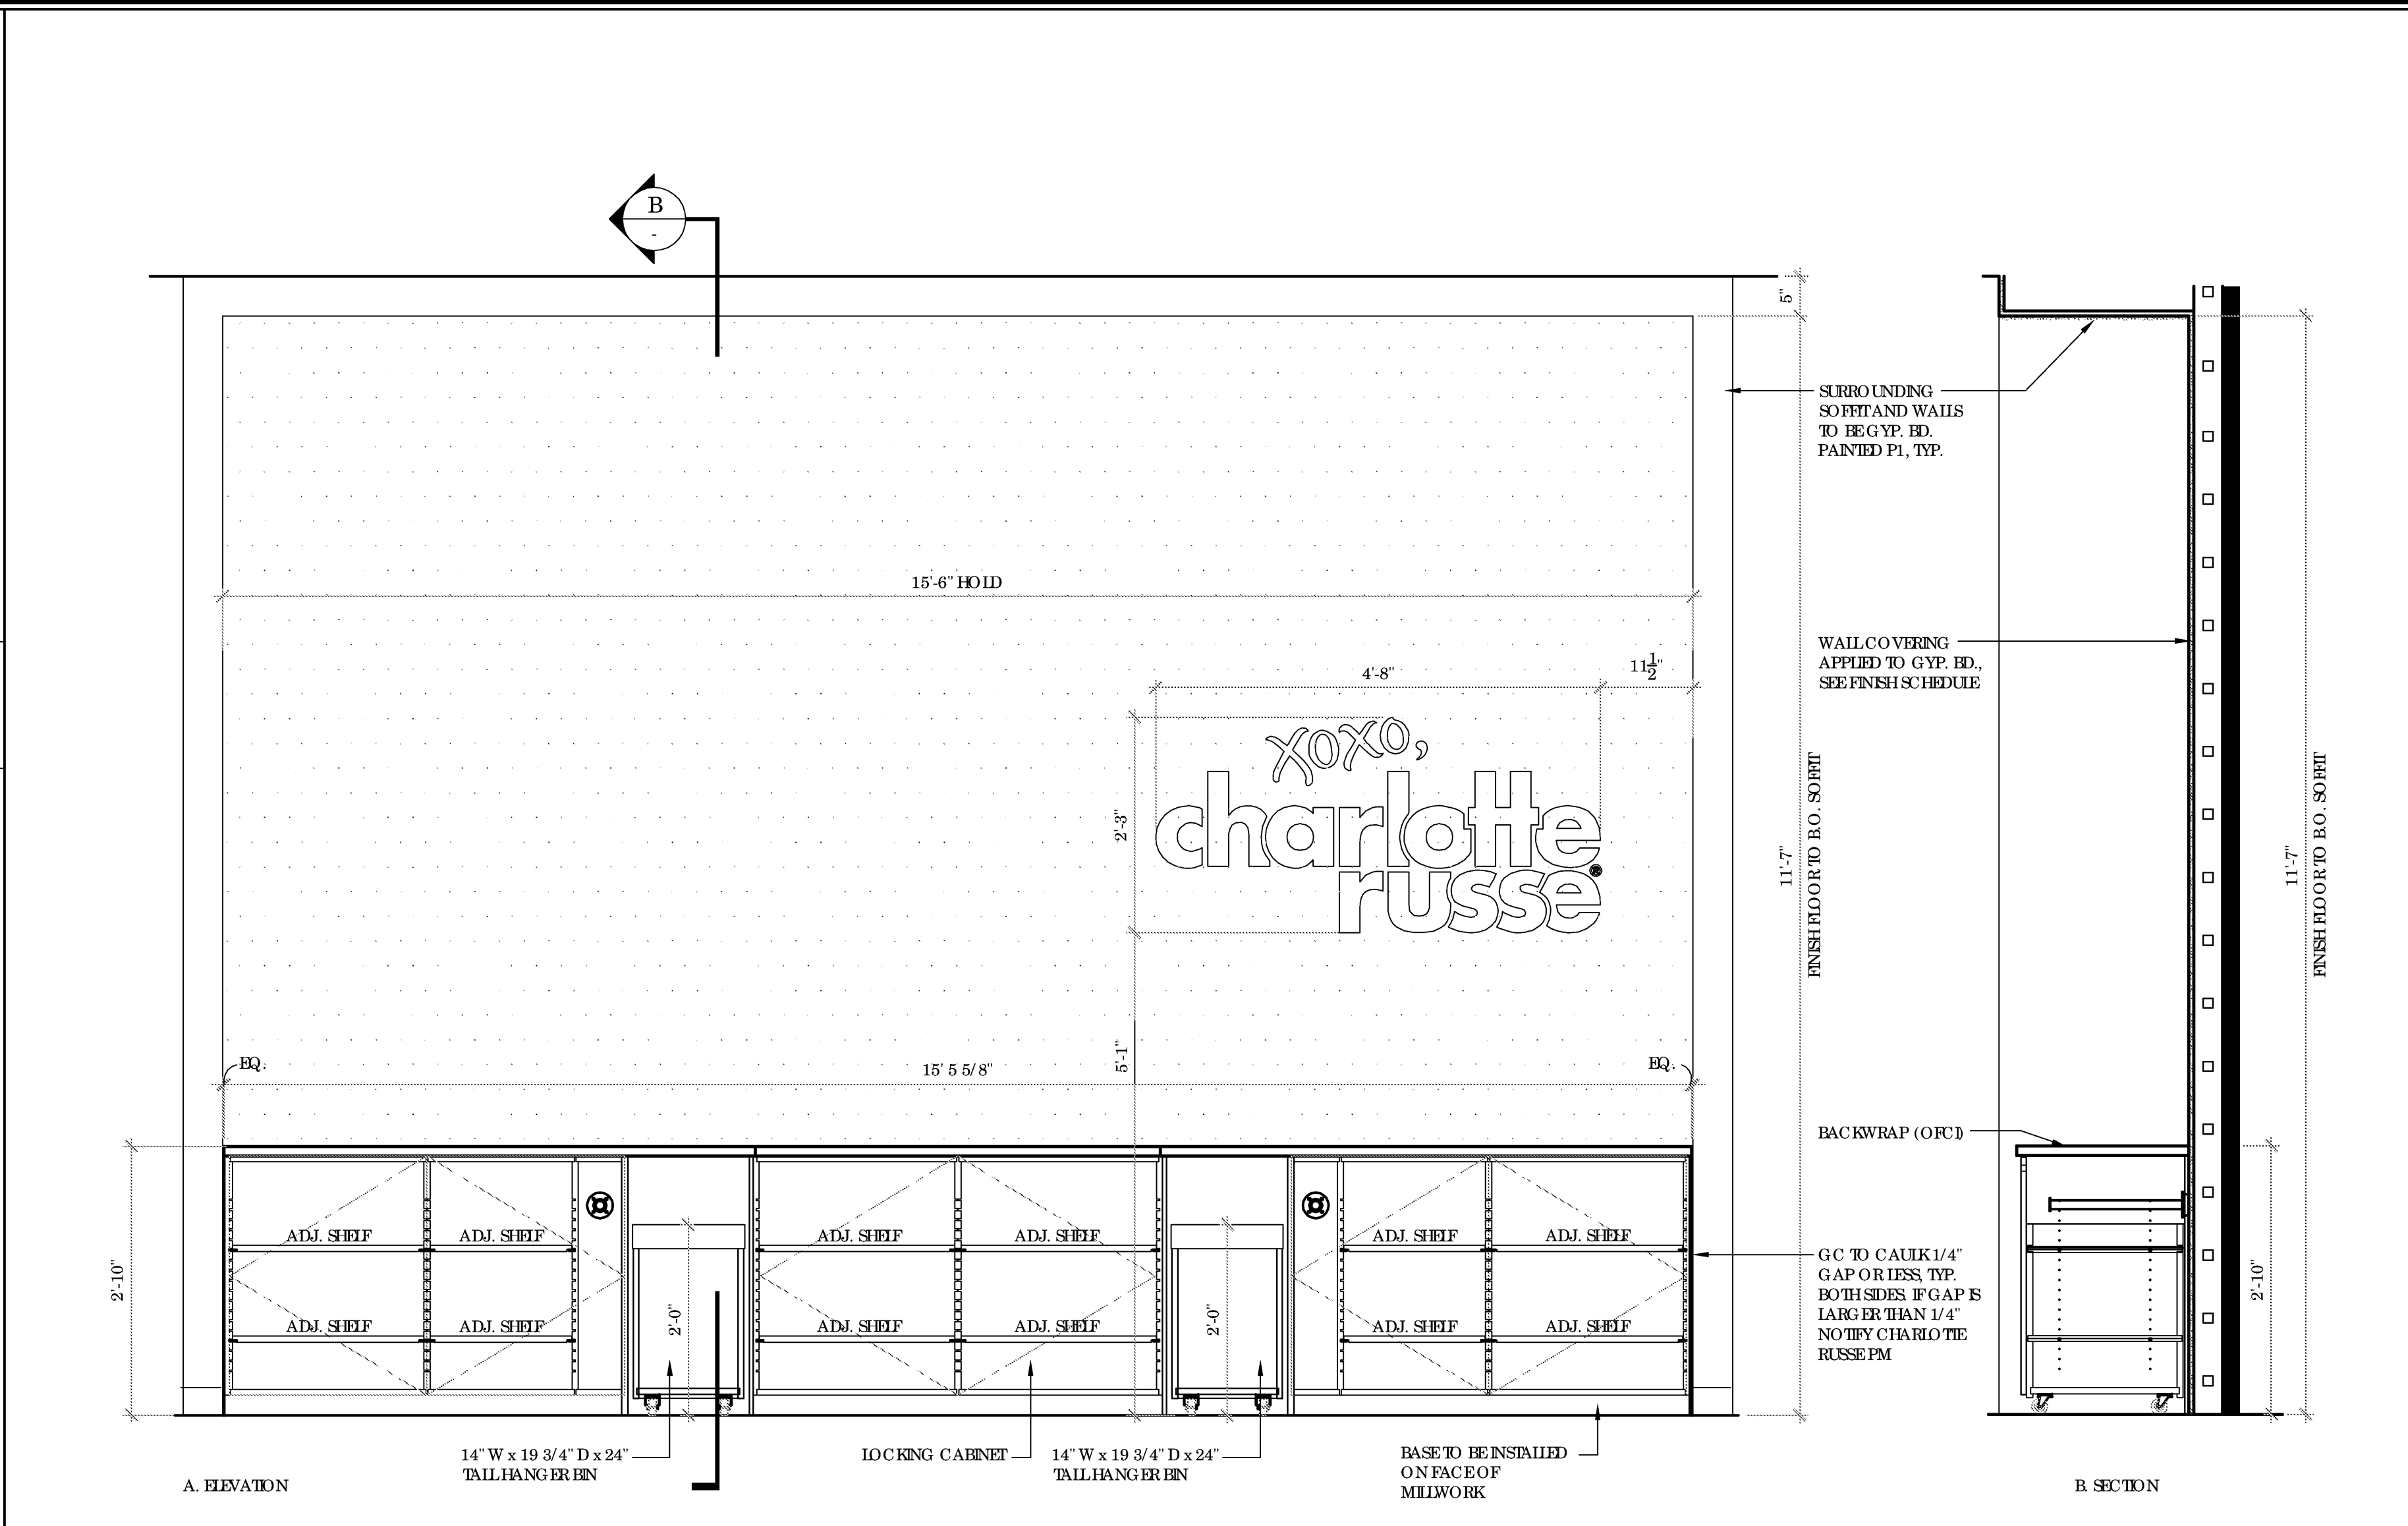 B
-
5"
SURROUNDING
SOFFIT AND WALLS
TO BE GYP. BD.
PAINTED P1, TYP.
15'-6" HOLD
WALLCOVERING
APPLIED TO GYP. BD.,
SEE FINISH SCHEDULE
4'-8"
11 1/2"
xoxo,
charlotte
russe
®
2'-3"
11'-7"
FINISH FLOOR TO B.O. SOFFIT
11'-7"
FINISH FLOOR TO B.O. SOFFIT
EQ.
15' 5 5/8"
5'-1"
EQ.
BACKWRAP (OFCI)
2'-10"
ADJ. SHELF
ADJ. SHELF
ADJ. SHELF
ADJ. SHELF
ADJ. SHELF
ADJ. SHELF
ADJ. SHELF
ADJ. SHELF
ADJ. SHELF
ADJ. SHELF
ADJ. SHELF
ADJ. SHELF
2'-0"
2'-0"
GC TO CAULK 1/4"
GAP OR LESS, TYP.
BOTH SIDES. IF GAP IS
LARGER THAN 1/4"
NOTIFY CHARLOTTE
RUSSE PM
2'-10"
14" W x 19 3/4" D x 24"
TALL HANGER BIN
LOCKING CABINET
14" W x 19 3/4" D x 24"
TALL HANGER BIN
BASE TO BE INSTALLED
ON FACE OF
MILLWORK
A. ELEVATION
B. SECTION